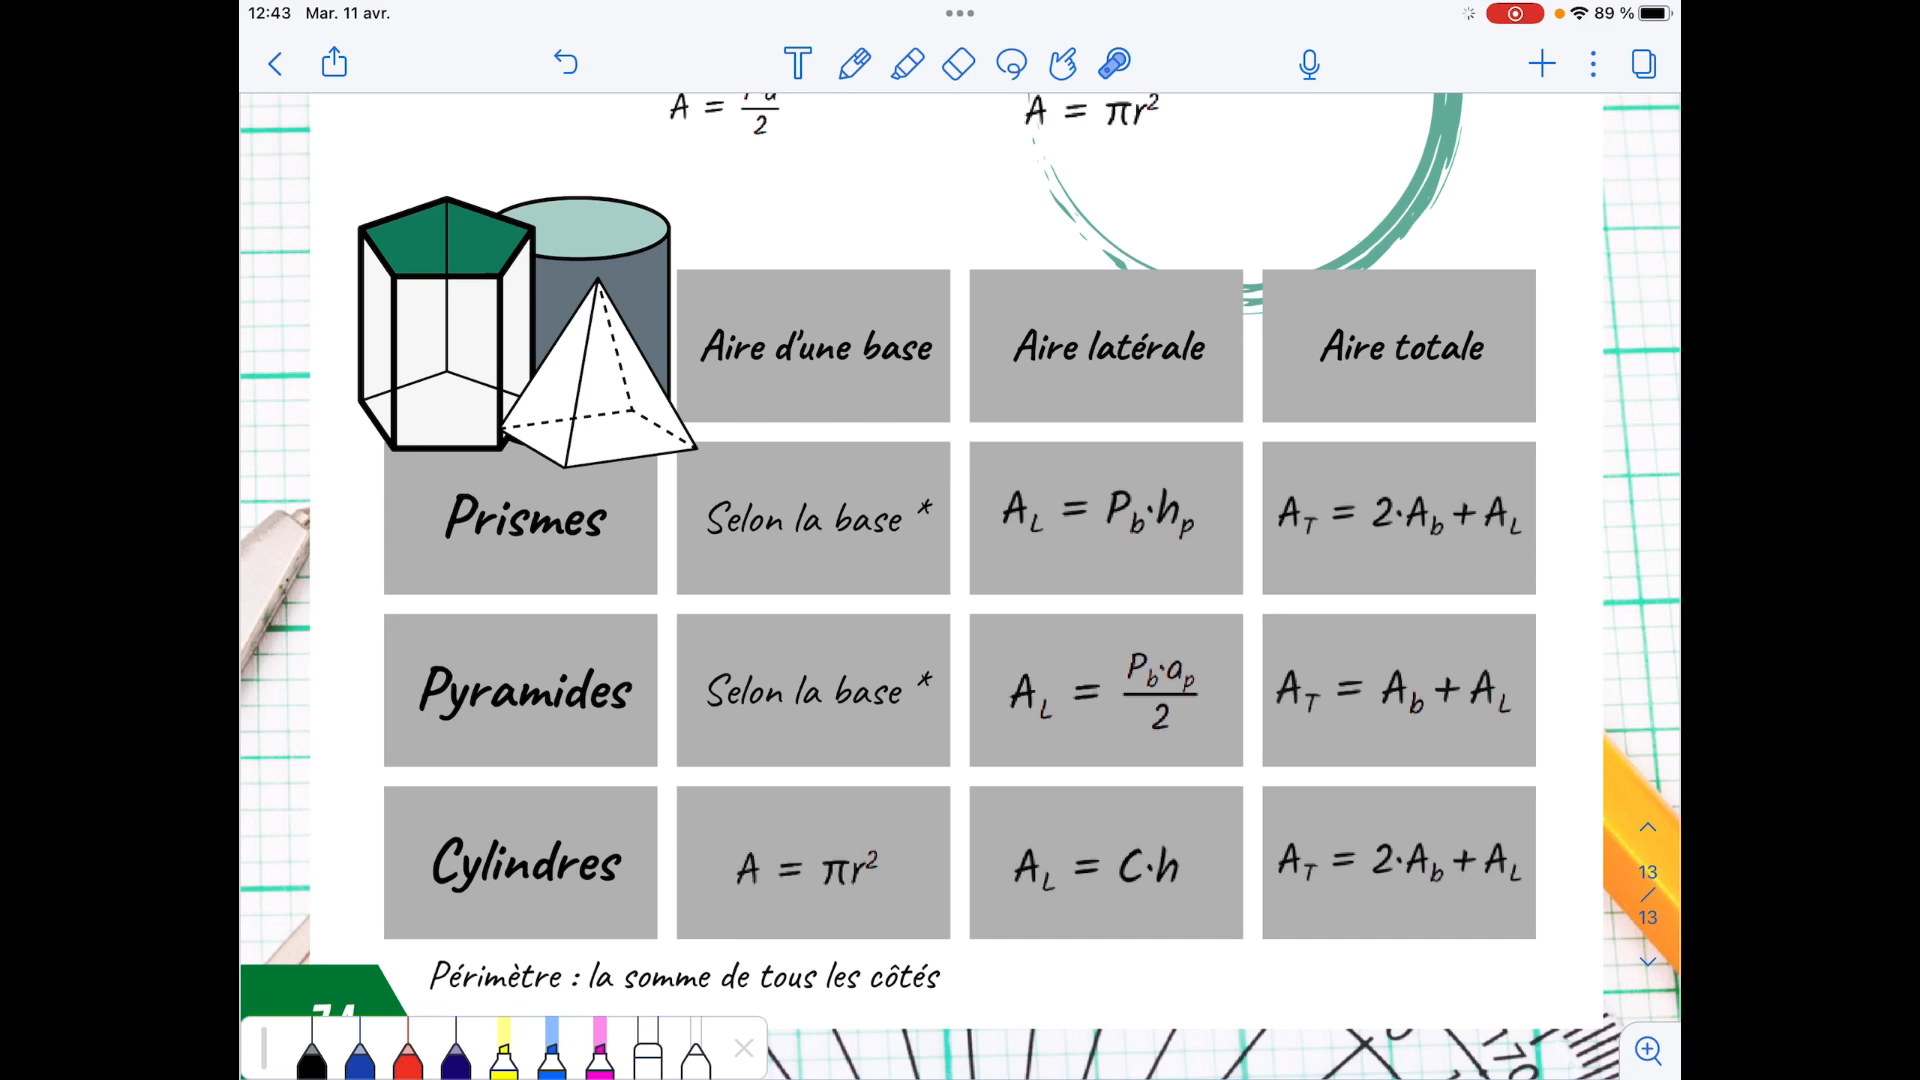 12:43 Mar. 11 avr. 89 %
A = Pa/2 A = πr²
Aire d'une base Aire latérale Aire totale
Prismes Selon la base * A_L = P_b·h_p A_T = 2·A_b + A_L
Pyramides Selon la base * A_L = P_b·a_p/2 A_T = A_b + A_L
Cylindres A = πr² A_L = C·h A_T = 2·A_b + A_L
13
/
13
Périmètre : la somme de tous les côtés